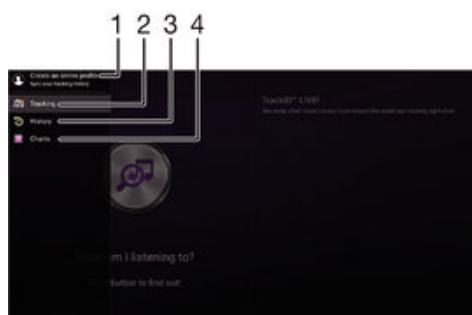 1 2 3 4
Create an online profile
Sync your tracking history
Tracking
TrackID™ LIVE!
History
Charts
am I listening to?
button to find out!